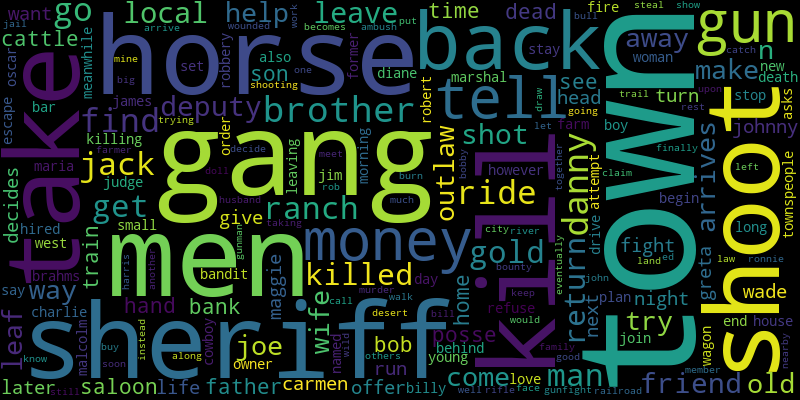 want go local help leave time dead fire bull steal show
jail arrive wounded work becomes ambush put
cattle meanwhile robbery former diane stay away woman catch new
oscar set also son marshal see make death
escape bar james big mine shooting one deputy brother tell head turn stop asks
take horse back town gun n
find order killing trying robert draw let going trail rest upon
jack farmer judge gang leaving jim morning shot outlaw however boy johnny
maria doll meet rob burn bobby together farm claim finally left townspeople
decides get husband much ride kill danny attempt begin arrives shoot
hired small give ranch taking city river drive fight long
west train harris another gunman money gold eventually land ed law ronnie
brahms men bandit killed day home bounty return john greta
say way hand bank maggie murder walk keep refuse plan night wade
charlie call desert bill posse would next try wagon end house
leaf malcolm sheriff wife named wild others behind family join
know buy instead along cowboy joe owner bob run young good nearby
soon carmen love man friend member old
later still saloon life father offer billy come well rifle face gunfight railroad